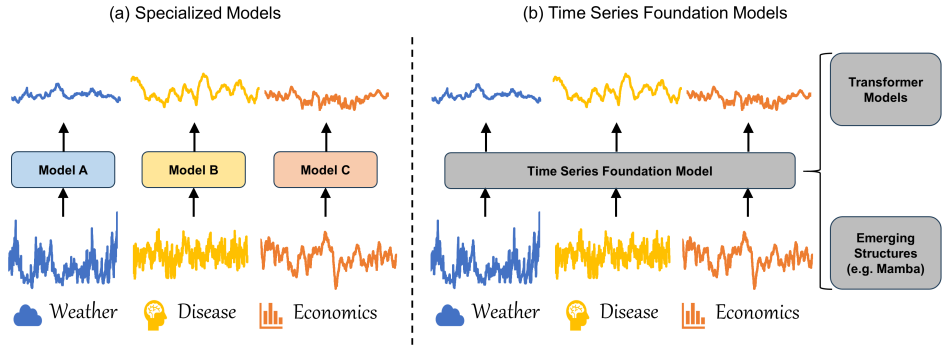 (a) Specialized Models
Model A
Model B
Model C
Weather
Disease
Economics
(b) Time Series Foundation Models
Time Series Foundation Model
Weather
Disease
Economics
Transformer
Models
Emerging
Structures
(e.g. Mamba)